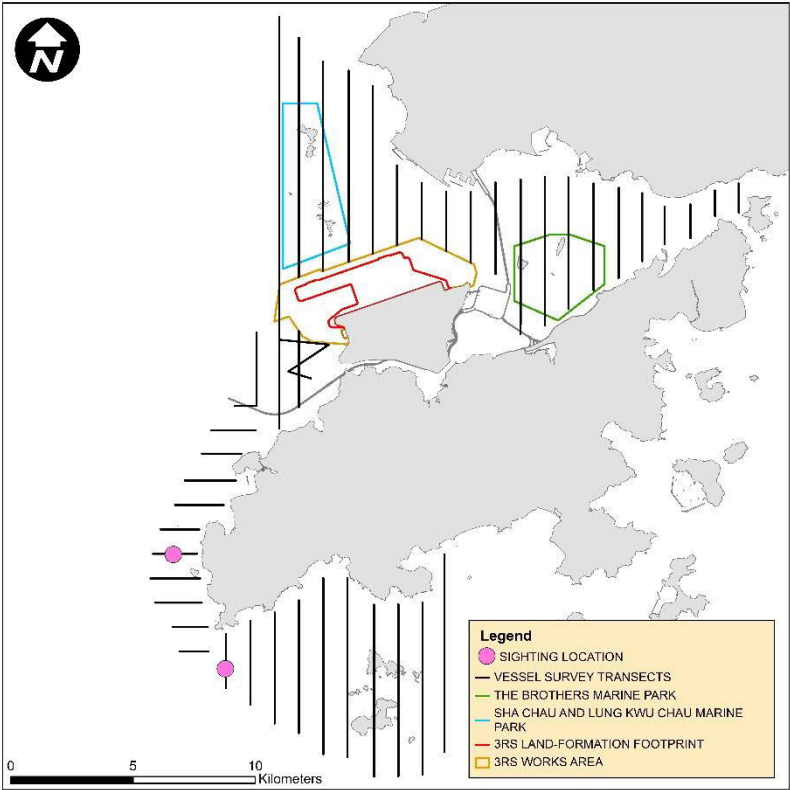 N
Legend
SIGHTING LOCATION
VESSEL SURVEY TRANSECTS
THE BROTHERS MARINE PARK
SHA CHAU AND LUNG KWU CHAU MARINE
PARK
3RS LAND-FORMATION FOOTPRINT
3RS WORKS AREA
0 5 10
Kilometers